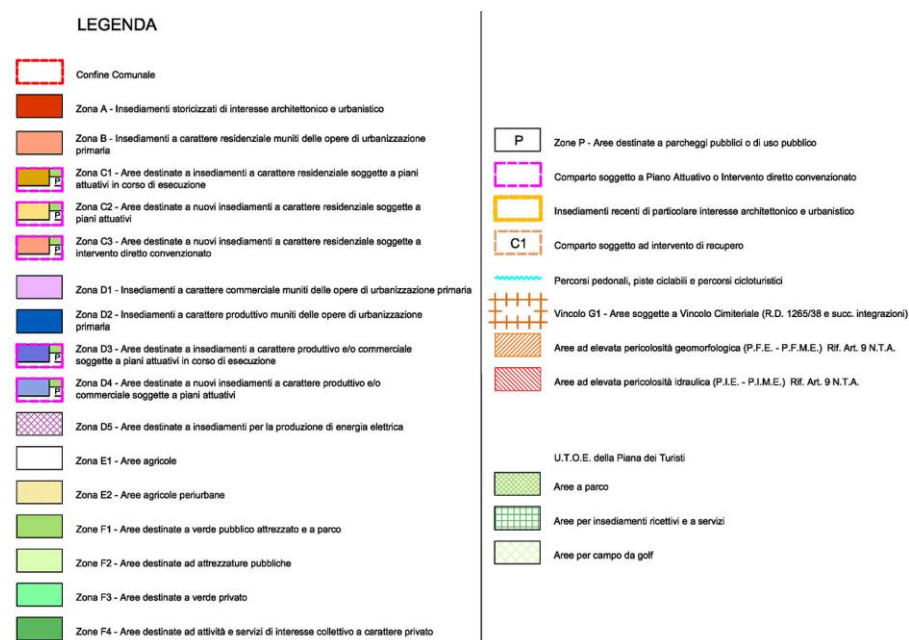 LEGENDA
Confine Comunale
Zona A - Insediamenti storicizzati di interesse architettonico e urbanistico
Zona B - Insediamenti a carattere residenziale muniti delle opere di urbanizzazione
primaria
P
Zona C1 - Aree destinate a insediamenti a carattere residenziale soggette a piani
attuativi in corso di esecuzione
P
Zona C2 - Aree destinate a nuovi insediamenti a carattere residenziale soggette a
piani attuativi
P
Zona C3 - Aree destinate a nuovi insediamenti a carattere residenziale soggette a
intervento diretto convenzionato
Zona D1 - Insediamenti a carattere commerciale muniti delle opere di urbanizzazione primaria
Zona D2 - Insediamenti a carattere produttivo muniti delle opere di urbanizzazione
primaria
P
Zona D3 - Aree destinate a insediamenti a carattere produttivo e/o commerciale
soggette a piani attuativi in corso di esecuzione
P
Zona D4 - Aree destinate a nuovi insediamenti a carattere produttivo e/o
commerciale soggette a piani attuativi
Zona D5 - Aree destinate a insediamenti per la produzione di energia elettrica
Zona E1 - Aree agricole
Zona E2 - Aree agricole periurbane
Zona F1 - Aree destinate a verde pubblico attrezzato e a parco
Zona F2 - Aree destinate ad attrezzature pubbliche
Zona F3 - Aree destinate a verde privato
Zona F4 - Aree destinate ad attività e servizi di interesse collettivo a carattere privato
P
Zone P - Aree destinate a parcheggi pubblici o di uso pubblico
Comparto soggetto a Piano Attuativo o Intervento diretto convenzionato
Insediamenti recenti di particolare interesse architettonico e urbanistico
C1
Comparto soggetto ad intervento di recupero
Percorsi pedonali, piste ciclabili e percorsi cicloturistici
Vincolo G1 - Aree soggette a Vincolo Cimiteriale (R.D. 1265/38 e succ. integrazioni)
Aree ad elevata pericolosità geomorfologica (P.F.E. - P.F.M.E.) Rif. Art. 9 N.T.A.
Aree ad elevata pericolosità idraulica (P.I.E. - P.I.M.E.) Rif. Art. 9 N.T.A.
U.T.O.E. della Piana dei Turisti
Aree a parco
Aree per insediamenti ricettivi e a servizi
Aree per campo da golf